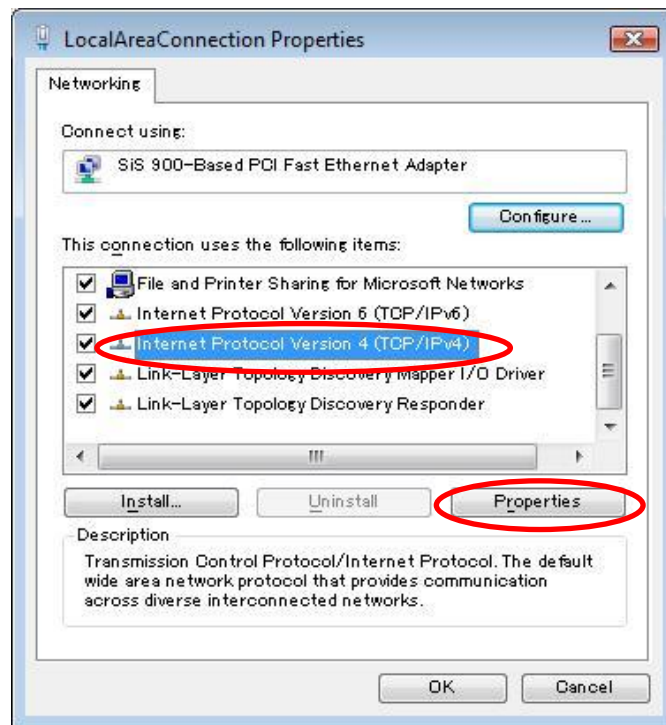 LocalAreaConnection Properties
Networking
Connect using:
SiS 900-Based PCI Fast Ethernet Adapter
Configure...
This connection uses the following items:
File and Printer Sharing for Microsoft Networks
Internet Protocol Version 6 (TCP/IPv6)
Internet Protocol Version 4 (TCP/IPv4)
Link-Layer Topology Discovery Mapper I/O Driver
Link-Layer Topology Discovery Responder
Install...
Uninstall
Properties
Description
Transmission Control Protocol/Internet Protocol. The default
wide area network protocol that provides communication
across diverse interconnected networks.
OK
Cancel